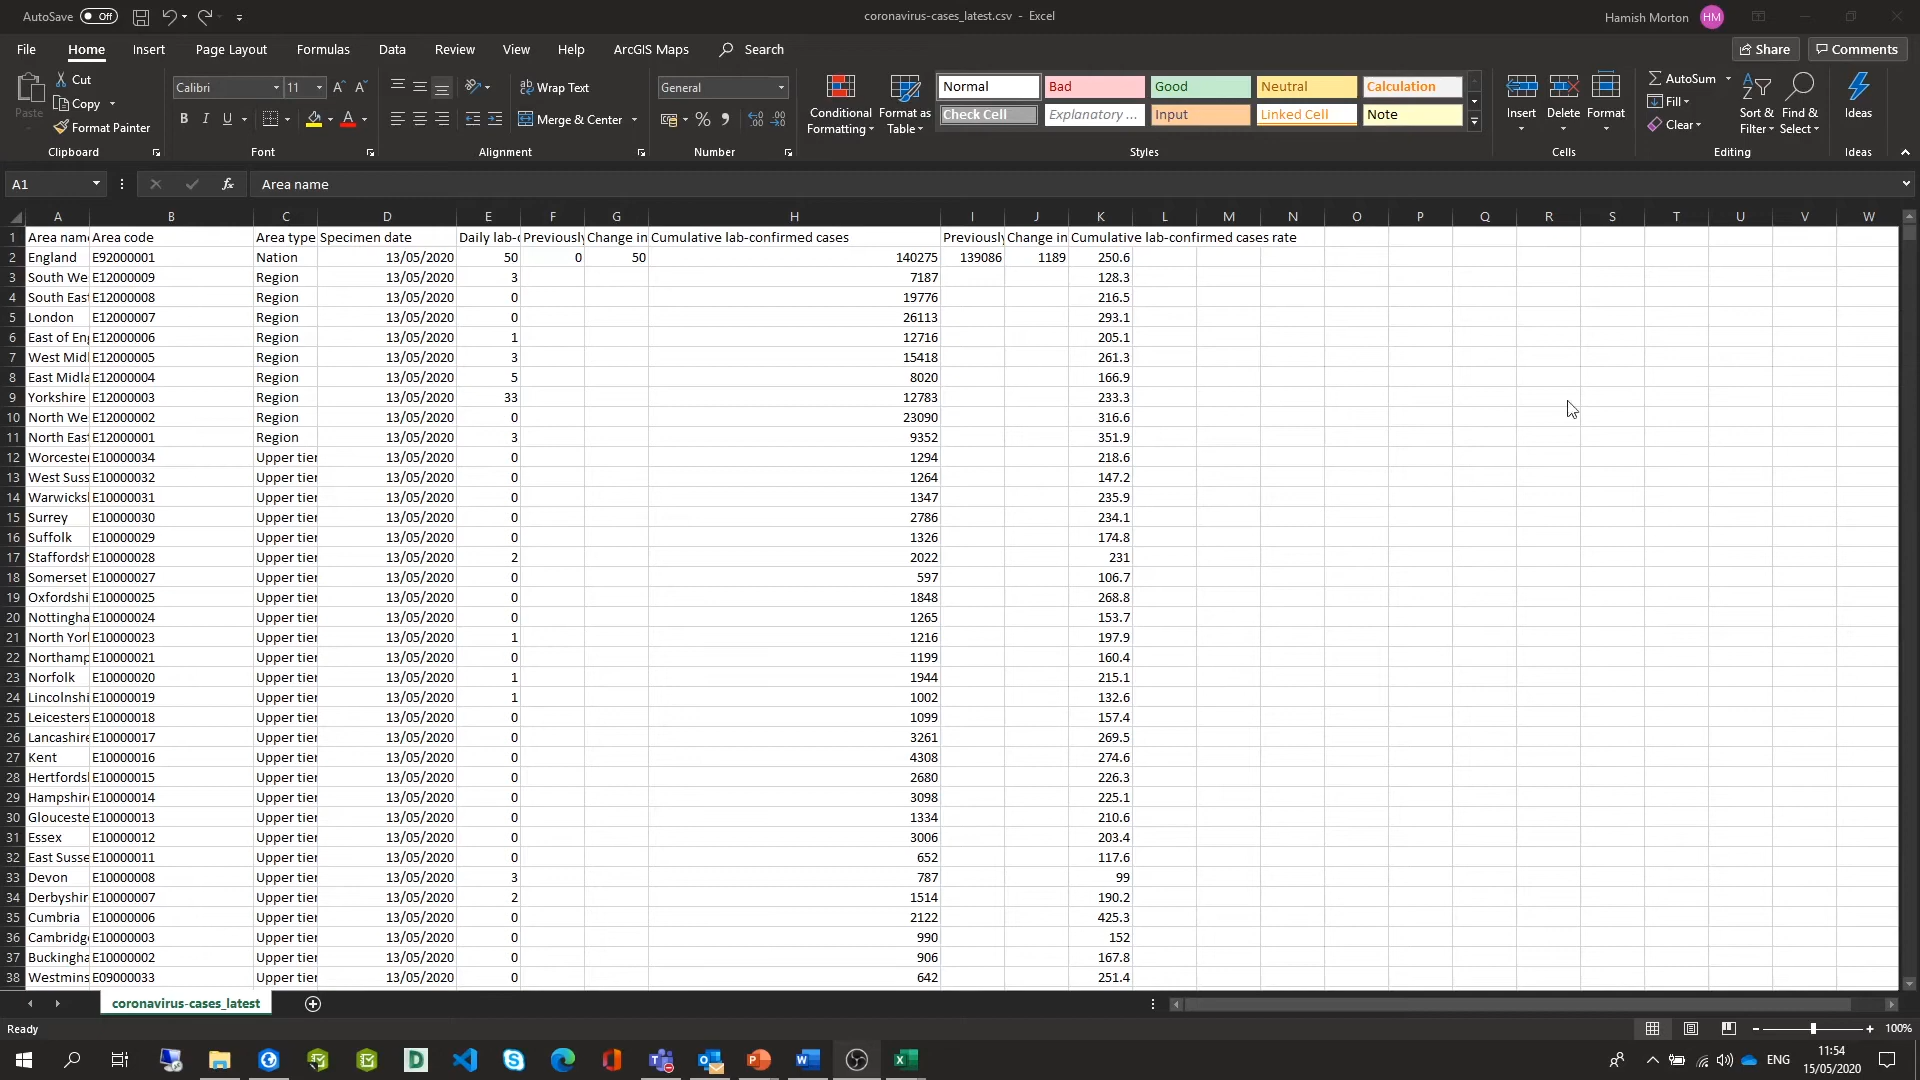 AutoSave Off coronavirus-cases_latest.csv - Excel Hamish Morton HM
File Home Insert Page Layout Formulas Data Review View Help ArcGIS Maps Search Share Comments
Paste Cut Copy Format Painter Clipboard
Calibri 11 B I U A Font
Wrap Text Merge & Center Alignment
General % Number
Conditional Formatting Format as Table
Normal Bad Good Neutral Calculation
Check Cell Explanatory ... Input Linked Cell Note
Styles
Insert Delete Format Cells
AutoSum Fill Clear Sort & Filter Find & Select Editing
Ideas Ideas
A1 fx Area name
A B C D E F G H I J K L M N O P Q R S T U V W
1 Area nam Area code Area type Specimen date Daily lab-c Previously Change in Cumulative lab-confirmed cases Previously Change in Cumulative lab-confirmed cases rate
2 England E92000001 Nation 13/05/2020 50 0 50 140275 139086 1189 250.6
3 South We E12000009 Region 13/05/2020 3 7187 128.3
4 South East E12000008 Region 13/05/2020 0 19776 216.5
5 London E12000007 Region 13/05/2020 0 26113 293.1
6 East of Eng E12000006 Region 13/05/2020 1 12716 205.1
7 West Midl E12000005 Region 13/05/2020 3 15418 261.3
8 East Midla E12000004 Region 13/05/2020 5 8020 166.9
9 Yorkshire E12000003 Region 13/05/2020 33 12783 233.3
10 North We E12000002 Region 13/05/2020 0 23090 316.6
11 North East E12000001 Region 13/05/2020 3 9352 351.9
12 Worcester E10000034 Upper tier 13/05/2020 0 1294 218.6
13 West Suss E10000032 Upper tier 13/05/2020 0 1264 147.2
14 Warwicksh E10000031 Upper tier 13/05/2020 0 1347 235.9
15 Surrey E10000030 Upper tier 13/05/2020 0 2786 234.1
16 Suffolk E10000029 Upper tier 13/05/2020 0 1326 174.8
17 Staffordsh E10000028 Upper tier 13/05/2020 2 2022 231
18 Somerset E10000027 Upper tier 13/05/2020 0 597 106.7
19 Oxfordshi E10000025 Upper tier 13/05/2020 0 1848 268.8
20 Nottingha E10000024 Upper tier 13/05/2020 0 1265 153.7
21 North Yor E10000023 Upper tier 13/05/2020 1 1216 197.9
22 Northamp E10000021 Upper tier 13/05/2020 0 1199 160.4
23 Norfolk E10000020 Upper tier 13/05/2020 1 1944 215.1
24 Lincolnshi E10000019 Upper tier 13/05/2020 1 1002 132.6
25 Leicesters E10000018 Upper tier 13/05/2020 0 1099 157.4
26 Lancashire E10000017 Upper tier 13/05/2020 0 3261 269.5
27 Kent E10000016 Upper tier 13/05/2020 0 4308 274.6
28 Hertfordsl E10000015 Upper tier 13/05/2020 0 2680 226.3
29 Hampshire E10000014 Upper tier 13/05/2020 0 3098 225.1
30 Glouceste E10000013 Upper tier 13/05/2020 0 1334 210.6
31 Essex E10000012 Upper tier 13/05/2020 0 3006 203.4
32 East Susse E10000011 Upper tier 13/05/2020 0 652 117.6
33 Devon E10000008 Upper tier 13/05/2020 3 787 99
34 Derbyshir E10000007 Upper tier 13/05/2020 2 1514 190.2
35 Cumbria E10000006 Upper tier 13/05/2020 0 2122 425.3
36 Cambridg E10000003 Upper tier 13/05/2020 0 990 152
37 Buckingha E10000002 Upper tier 13/05/2020 0 906 167.8
38 Westmins E09000033 Upper tier 13/05/2020 0 642 251.4
coronavirus-cases_latest
Ready 100%
ENG 11:54
15/05/2020